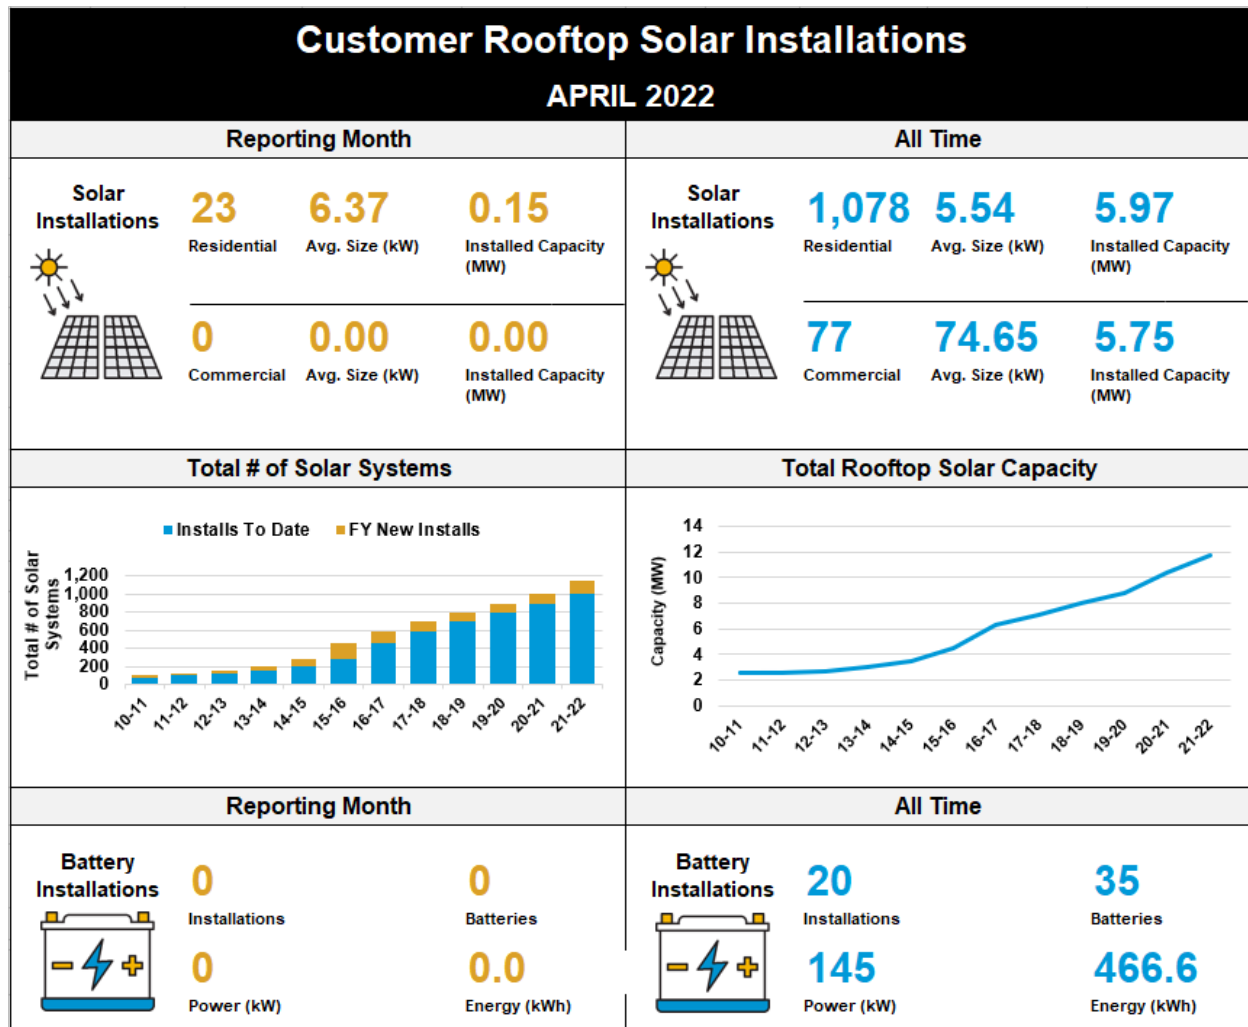 Customer Rooftop Solar Installations
APRIL 2022
Reporting Month
All Time
Solar
Installations
23
6.37
0.15
Residential
Avg. Size (kW)
Installed Capacity
(MW)
0
0.00
0.00
Commercial
Avg. Size (kW)
Installed Capacity
(MW)
Solar
Installations
1,078
5.54
5.97
Residential
Avg. Size (kW)
Installed Capacity
(MW)
77
74.65
5.75
Commercial
Avg. Size (kW)
Installed Capacity
(MW)
Total # of Solar Systems
Installs To Date
FY New Installs
Total # of Solar
Systems
1,200
1,000
800
600
400
200
0
10-11
11-12
12-13
13-14
14-15
15-16
16-17
17-18
18-19
19-20
20-21
21-22
Total Rooftop Solar Capacity
Capacity (MW)
14
12
10
8
6
4
2
0
10-11
11-12
12-13
13-14
14-15
15-16
16-17
17-18
18-19
19-20
20-21
21-22
Reporting Month
All Time
Battery
Installations
0
0
Installations
Batteries
0
0.0
Power (kW)
Energy (kWh)
Battery
Installations
20
35
Installations
Batteries
145
466.6
Power (kW)
Energy (kWh)